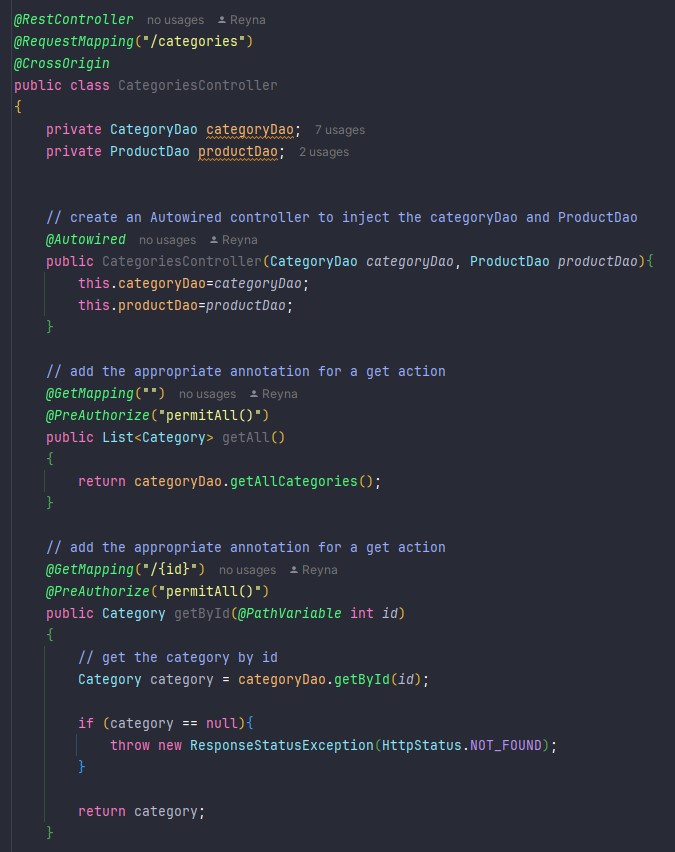 @RestController no usages Reyna
@RequestMapping("/categories")
@CrossOrigin
public class CategoriesController
{
    private CategoryDao categoryDao; 7 usages
    private ProductDao productDao; 2 usages
    // create an Autowired controller to inject the categoryDao and ProductDao
    @Autowired no usages Reyna
    public CategoriesController(CategoryDao categoryDao, ProductDao productDao){
        this.categoryDao=categoryDao;
        this.productDao=productDao;
    }
    // add the appropriate annotation for a get action
    @GetMapping("") no usages Reyna
    @PreAuthorize("permitAll()")
    public List<Category> getAll()
    {
        return categoryDao.getAllCategories();
    }
    // add the appropriate annotation for a get action
    @GetMapping("/{id}") no usages Reyna
    @PreAuthorize("permitAll()")
    public Category getById(@PathVariable int id)
    {
        // get the category by id
        Category category = categoryDao.getById(id);
        if (category == null){
            throw new ResponseStatusException(HttpStatus.NOT_FOUND);
        }
        return category;
    }